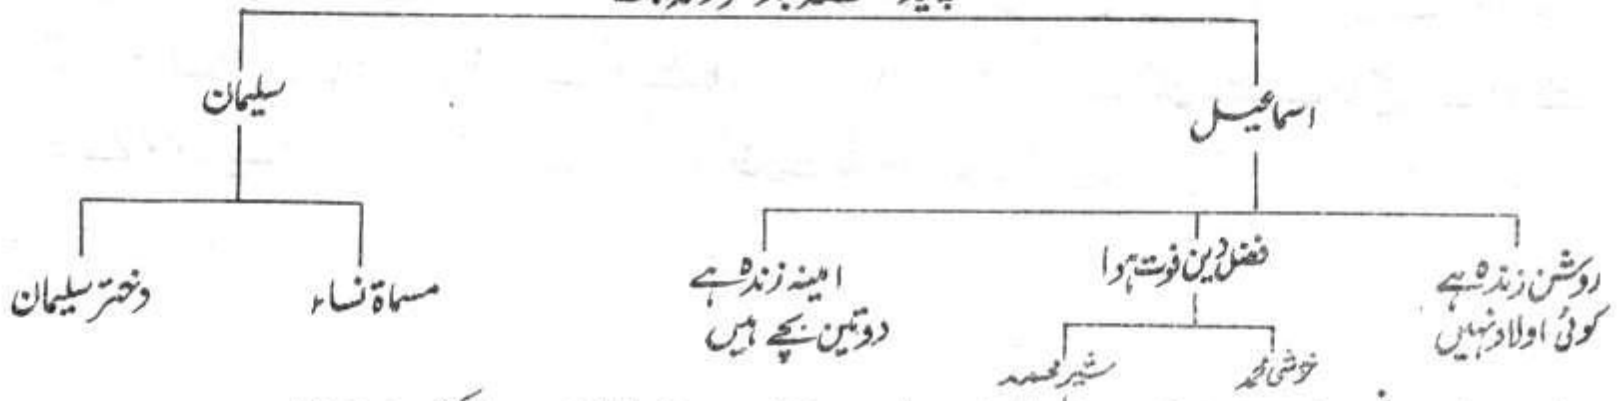 اسماعیل
سلیمان
روشن زندہ ہے
کوئی اولاد نہیں
فضل دین فوت ہوا
خوشی محمد
شیر محمد
امینہ زندہ ہے
دو تین بچے ہیں
مسماۃ نساء
دختر سلیمان